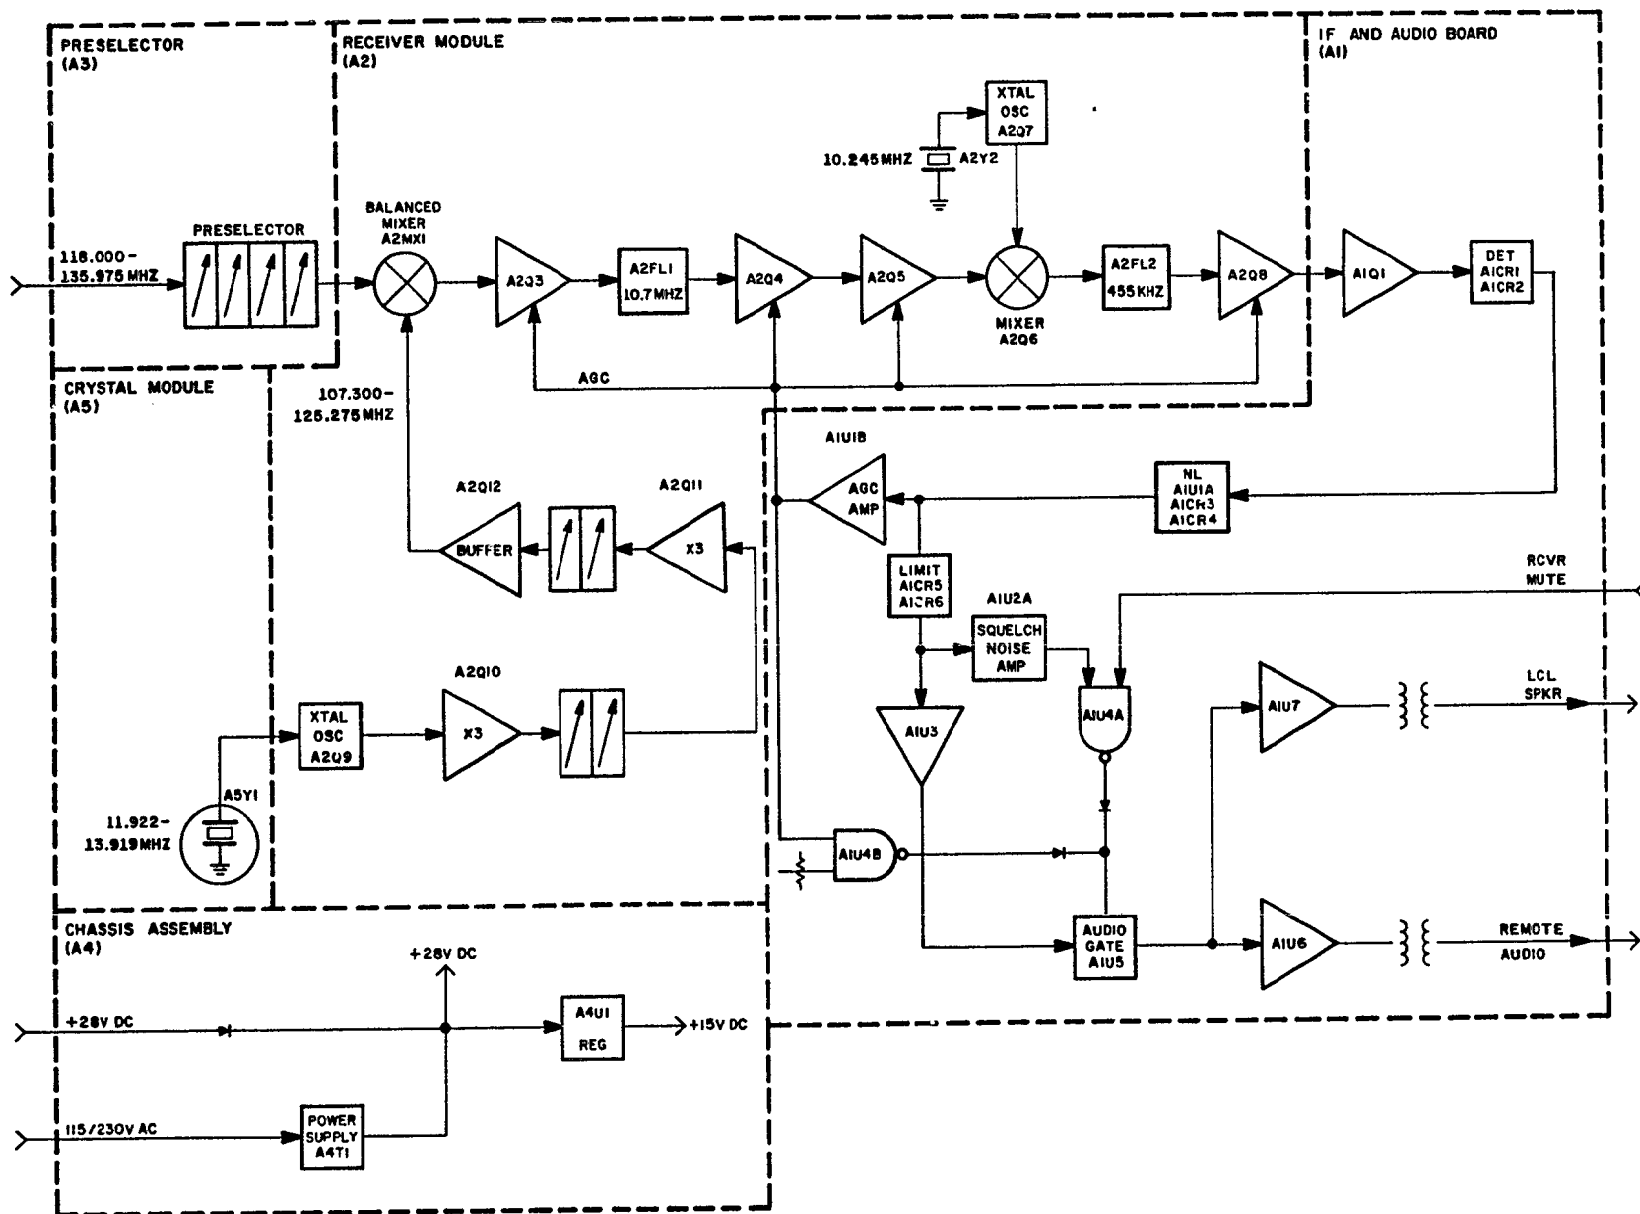 PRESELECTOR
(A3)
RECEIVER MODULE
(A2)
IF AND AUDIO BOARD
(A1)
XTAL
OSC
A2Q7
10.245MHZ
A2Y2
BALANCED
MIXER
A2MX1
PRESELECTOR
118.000-
135.975 MHZ
A2Q3
A2FL1
10.7MHZ
A2Q4
A2Q5
MIXER
A2Q6
A2FL2
455KHZ
A2Q8
A1Q1
DET
A1CR1
A1CR2
AGC
CRYSTAL MODULE
(A5)
107.300-
125.275MHZ
A1U1B
AGC
AMP
NL
A1U1A
A1CR3
A1CR4
A2Q12
BUFFER
A2Q11
X3
LIMIT
A1CR5
A1CR6
RCVR
MUTE
A1U2A
SQUELCH
NOISE
AMP
A2Q10
X3
XTAL
OSC
A2Q9
A1U3
A1U4A
A1U7
LCL
SPKR
A5Y1
11.922-
13.919MHZ
A1U4B
CHASSIS ASSEMBLY
(A4)
AUDIO
GATE
A1U5
A1U6
REMOTE
AUDIO
+28V DC
+28V DC
A4U1
REG
+15V DC
115/230V AC
POWER
SUPPLY
A4T1